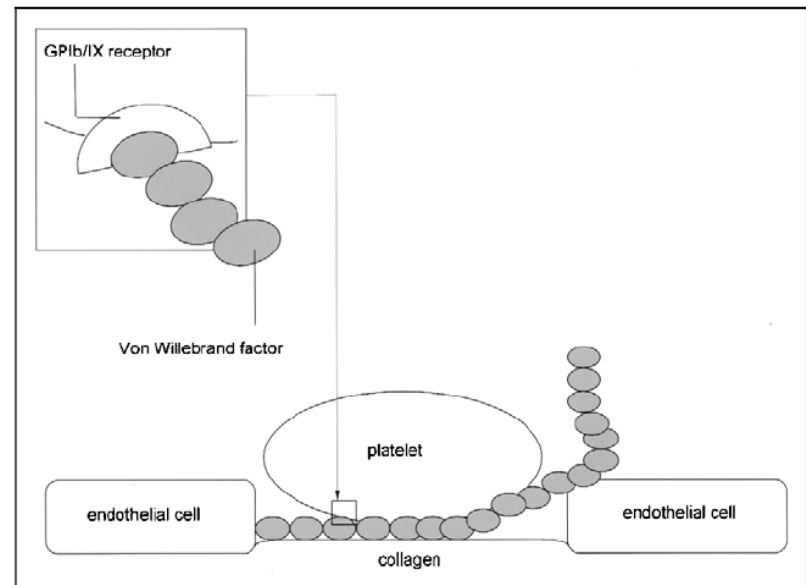 GPIb/IX receptor
Von Willebrand factor
platelet
endothelial cell
endothelial cell
collagen